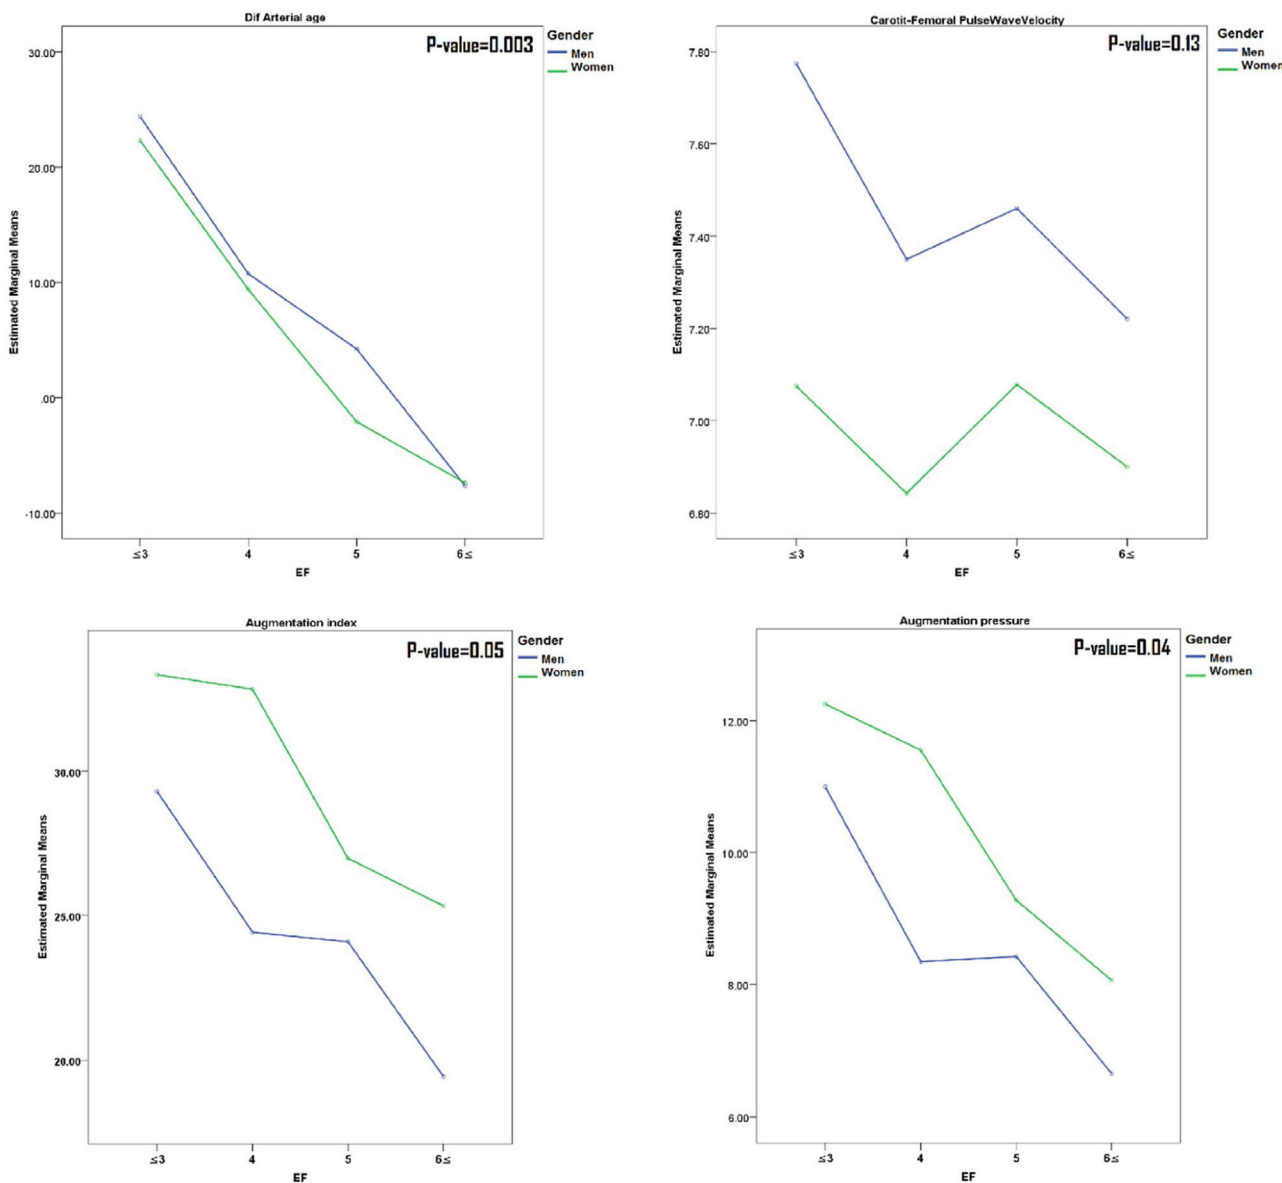 Dif Arterial age
P-value=0.003
Gender
Men
Women
30.00
20.00
10.00
.00
-10.00
Estimated Marginal Means
≤3 4 5 6≤
EF
Carotit-Femoral PulseWaveVelocity
P-value=0.13
Gender
Men
Women
7.80
7.60
7.40
7.20
7.00
6.80
Estimated Marginal Means
≤3 4 5 6≤
EF
Augmentation index
P-value=0.05
Gender
Men
Women
30.00
25.00
20.00
Estimated Marginal Means
≤3 4 5 6≤
EF
Augmentation pressure
P-value=0.04
Gender
Men
Women
12.00
10.00
8.00
6.00
Estimated Marginal Means
≤3 4 5 6≤
EF